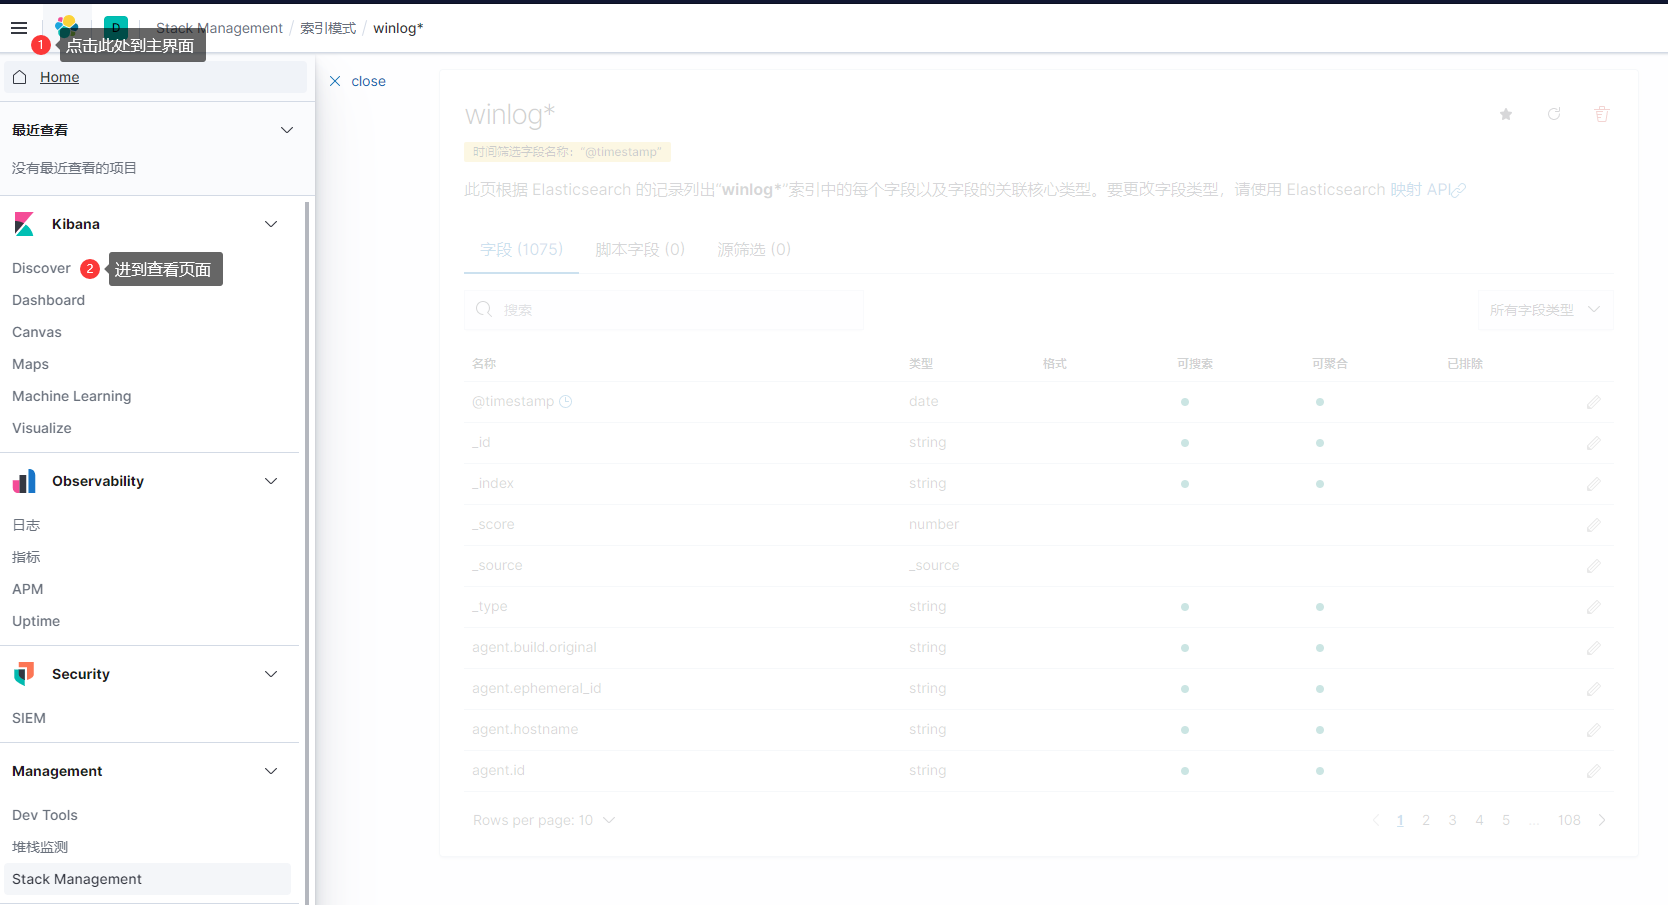 D Stack Management / 索引模式 / winlog*
1 点击此处到主界面
Home
close
最近查看
没有最近查看的项目
Kibana
Discover 2 进到查看页面
Dashboard
Canvas
Maps
Machine Learning
Visualize
Observability
日志
指标
APM
Uptime
Security
SIEM
Management
Dev Tools
堆栈监测
Stack Management
winlog*
时间筛选字段名称: "@timestamp"
此页根据 Elasticsearch 的记录列出"winlog*"索引中的每个字段以及字段的关联核心类型。要更改字段类型，请使用 Elasticsearch 映射 API
字段 (1075) 脚本字段 (0) 源筛选 (0)
搜索 所有字段类型
名称 类型 格式 可搜索 可聚合 已排除
@timestamp date
_id string
_index string
_score number
_source _source
_type string
agent.build.original string
agent.ephemeral_id string
agent.hostname string
agent.id string
Rows per page: 10 1 2 3 4 5 ... 108